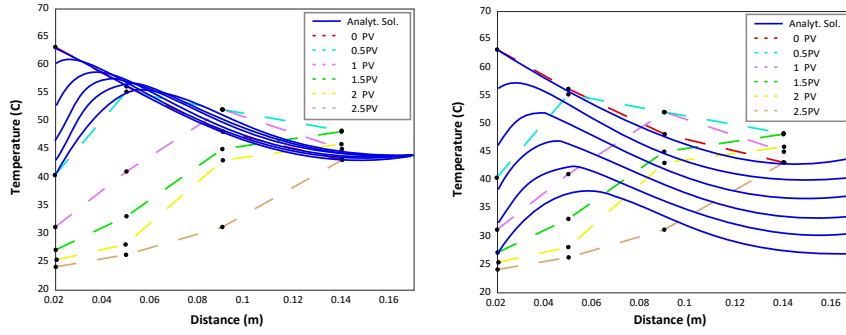 70
65
60
55
50
45
40
35
30
25
20
Temperature (C)
0.02 0.04 0.06 0.08 0.1 0.12 0.14 0.16
Distance (m)
Analyt. Sol.
0 PV
0.5PV
1 PV
1.5PV
2 PV
2.5PV
70
65
60
55
50
45
40
35
30
25
20
Temperature (C)
0.02 0.04 0.06 0.08 0.1 0.12 0.14 0.16
Distance (m)
Analyt. Sol.
0 PV
0.5PV
1 PV
1.5PV
2 PV
2.5PV